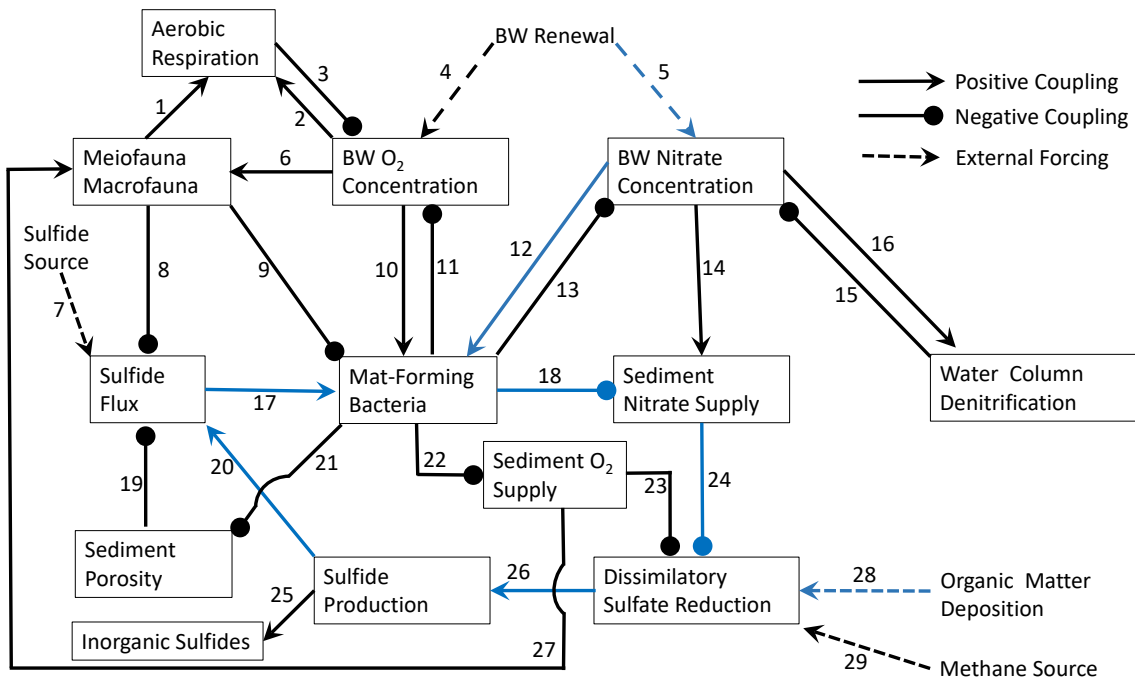 Aerobic
Respiration
BW Renewal
3
4
5
Positive Coupling
1
2
Negative Coupling
Meiofauna
Macrofauna
6
BW O₂
Concentration
BW Nitrate
Concentration
External Forcing
Sulfide
Source
8
9
10
11
12
13
14
16
15
7
Sulfide
Flux
17
Mat-Forming
Bacteria
18
Sediment
Nitrate Supply
Water Column
Denitrification
19
20
21
22
Sediment O₂
Supply
23
24
Sediment
Porosity
Sulfide
Production
26
Dissimilatory
Sulfate Reduction
28
Organic Matter
Deposition
25
Inorganic Sulfides
27
29
Methane Source